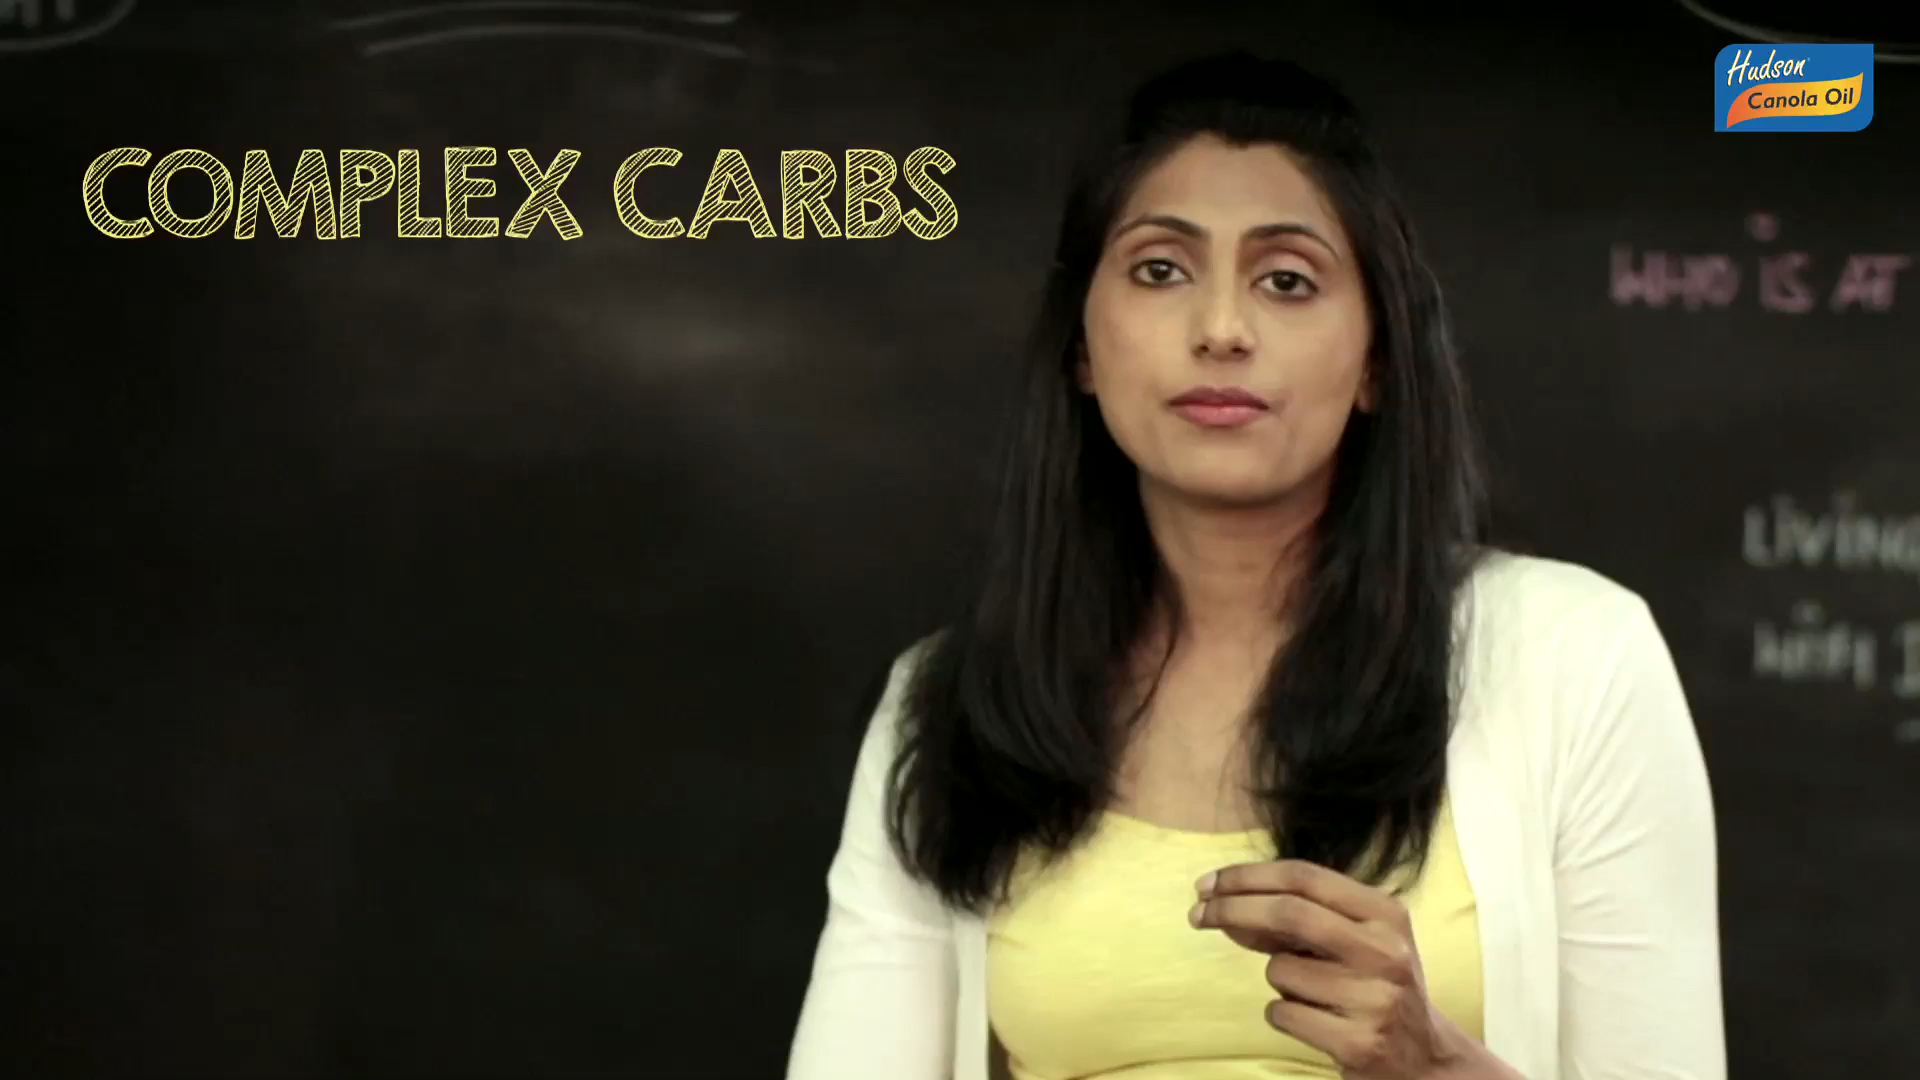 Hudson
Canola Oil
COMPLEX CARBS
WHO IS AT
LIVING